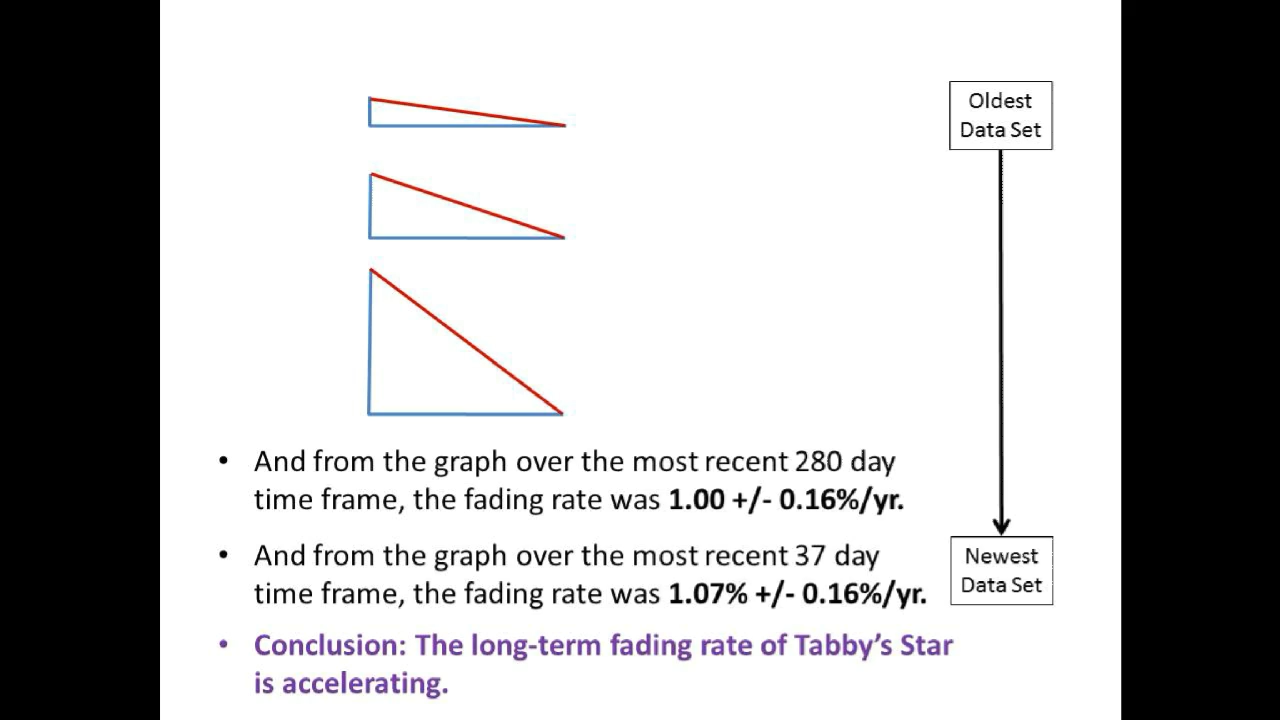 Oldest
Data Set
• And from the graph over the most recent 280 day
time frame, the fading rate was 1.00 +/- 0.16%/yr.
• And from the graph over the most recent 37 day
time frame, the fading rate was 1.07% +/- 0.16%/yr.
Newest
Data Set
• Conclusion: The long-term fading rate of Tabby’s Star
is accelerating.